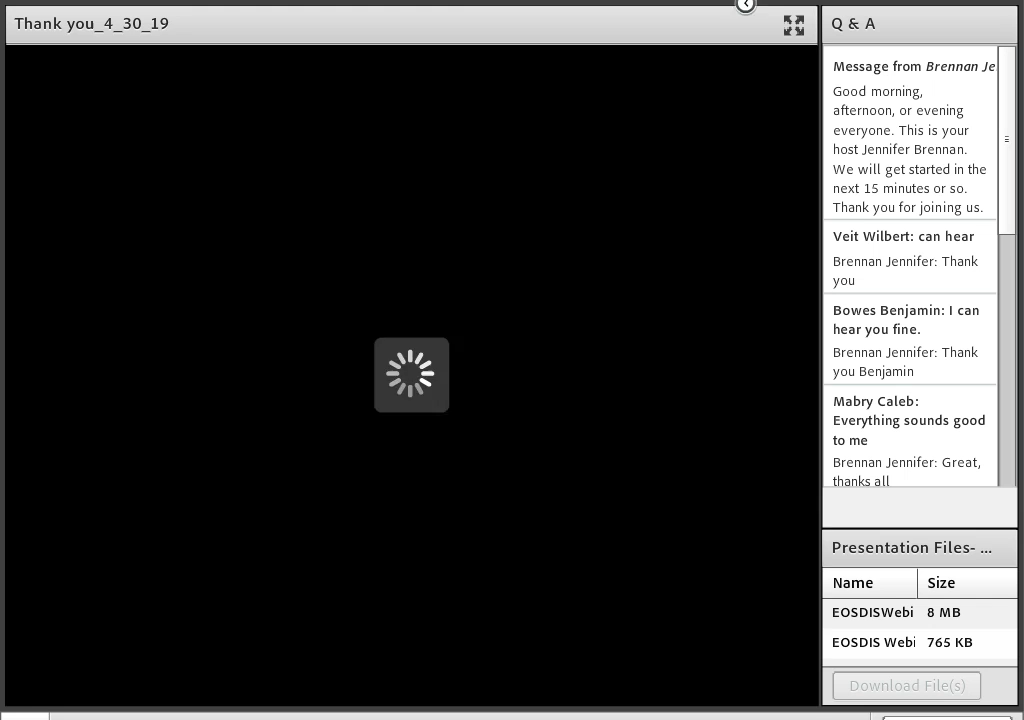 Thank you_4_30_19
Q & A
Message from Brennan Je
Good morning,
afternoon, or evening
everyone. This is your
host Jennifer Brennan.
We will get started in the
next 15 minutes or so.
Thank you for joining us.
Veit Wilbert: can hear
Brennan Jennifer: Thank
you
Bowes Benjamin: I can
hear you fine.
Brennan Jennifer: Thank
you Benjamin
Mabry Caleb:
Everything sounds good
to me
Brennan Jennifer: Great,
thanks all
Presentation Files- ...
Name Size
EOSDISWebi 8 MB
EOSDIS Webi 765 KB
Download File(s)